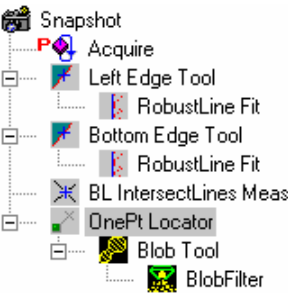 Snapshot
P Acquire
Left Edge Tool
RobustLine Fit
Bottom Edge Tool
RobustLine Fit
BL IntersectLines Meas
OnePt Locator
Blob Tool
BlobFilter